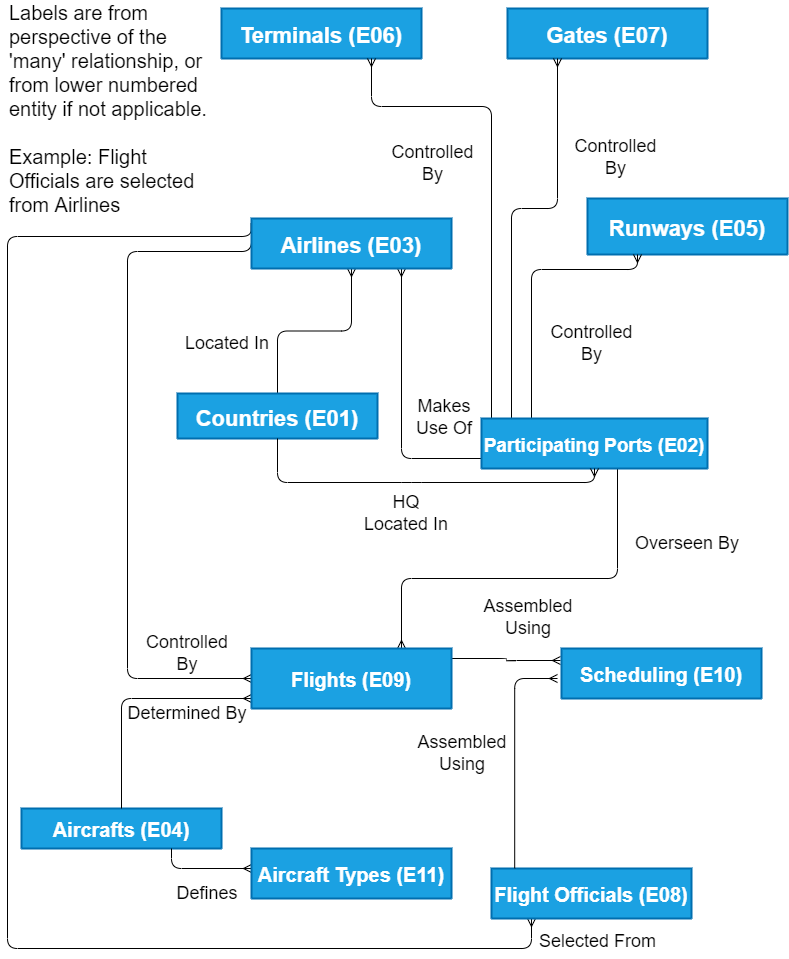 Labels are from
perspective of the
'many' relationship, or
from lower numbered
entity if not applicable.
Example: Flight
Officials are selected
from Airlines
Terminals (E06)
Gates (E07)
Controlled
By
Controlled
By
Runways (E05)
Airlines (E03)
Controlled
By
Located In
Makes
Use Of
Countries (E01)
Participating Ports (E02)
HQ
Located In
Overseen By
Assembled
Using
Controlled
By
Flights (E09)
Scheduling (E10)
Determined By
Assembled
Using
Aircrafts (E04)
Aircraft Types (E11)
Defines
Flight Officials (E08)
Selected From